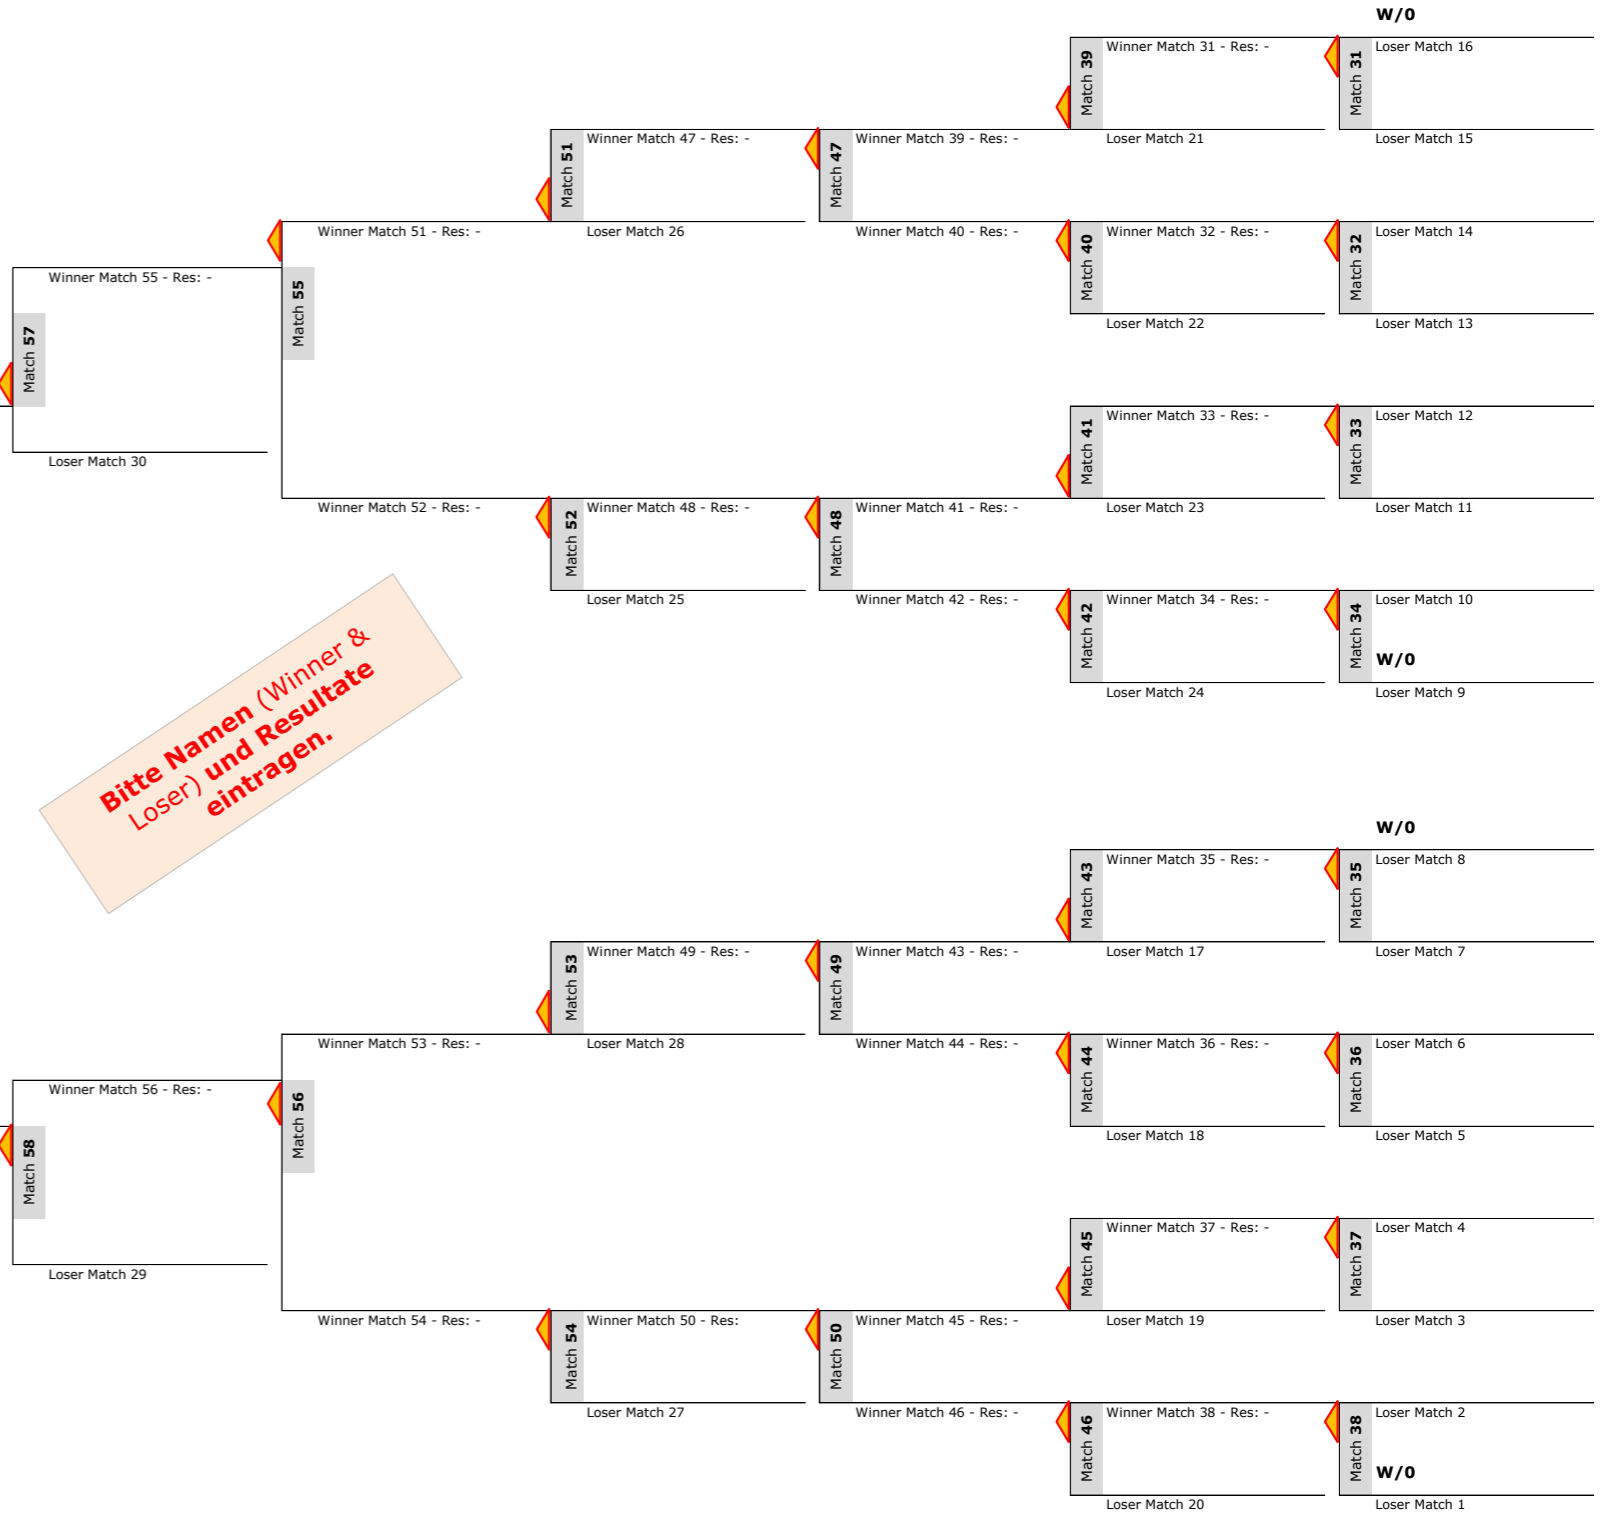 W/0
Match 39
Winner Match 31 - Res: -
Match 31
Loser Match 16
Match 51
Winner Match 47 - Res: -
Match 47
Winner Match 39 - Res: -
Loser Match 21
Loser Match 15
Winner Match 51 - Res: -
Loser Match 26
Winner Match 40 - Res: -
Match 40
Winner Match 32 - Res: -
Match 32
Loser Match 14
Winner Match 55 - Res: -
Match 55
Match 57
Loser Match 22
Loser Match 13
Match 41
Winner Match 33 - Res: -
Match 33
Loser Match 12
Loser Match 30
Winner Match 52 - Res: -
Match 52
Winner Match 48 - Res: -
Match 48
Winner Match 41 - Res: -
Loser Match 23
Loser Match 11
Loser Match 25
Winner Match 42 - Res: -
Match 42
Winner Match 34 - Res: -
Match 34
Loser Match 10
W/0
Loser Match 24
Loser Match 9
Bitte Namen (Winner &
Loser) und Resultate
eintragen.
W/0
Match 43
Winner Match 35 - Res: -
Match 35
Loser Match 8
Match 53
Winner Match 49 - Res: -
Match 49
Winner Match 43 - Res: -
Loser Match 17
Loser Match 7
Winner Match 53 - Res: -
Loser Match 28
Winner Match 44 - Res: -
Match 44
Winner Match 36 - Res: -
Match 36
Loser Match 6
Winner Match 56 - Res: -
Match 56
Match 58
Loser Match 18
Loser Match 5
Match 45
Winner Match 37 - Res: -
Match 37
Loser Match 4
Loser Match 29
Winner Match 54 - Res: -
Match 54
Winner Match 50 - Res:
Match 50
Winner Match 45 - Res: -
Loser Match 19
Loser Match 3
Loser Match 27
Winner Match 46 - Res: -
Match 46
Winner Match 38 - Res: -
Match 38
Loser Match 2
W/0
Loser Match 20
Loser Match 1